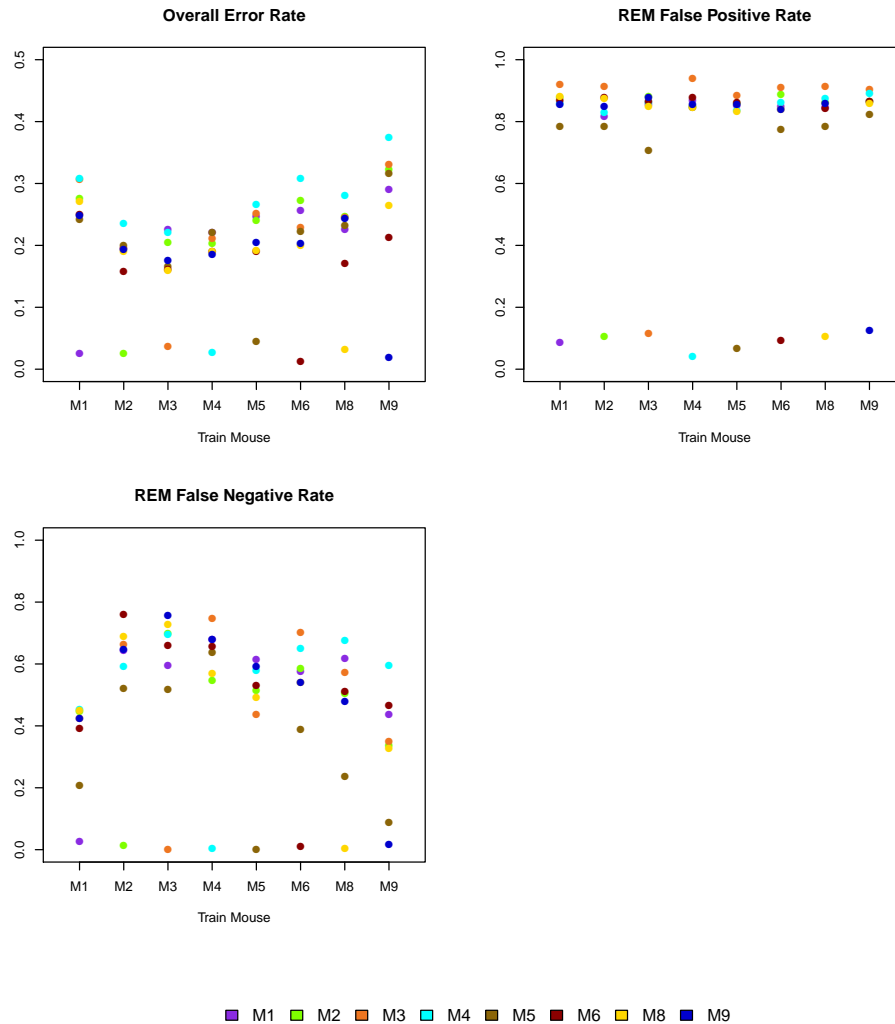 Overall Error Rate
0.5
0.4
0.3
0.2
0.1
0.0
M1 M2 M3 M4 M5 M6 M8 M9
Train Mouse
REM False Positive Rate
1.0
0.8
0.6
0.4
0.2
0.0
M1 M2 M3 M4 M5 M6 M8 M9
Train Mouse
REM False Negative Rate
1.0
0.8
0.6
0.4
0.2
0.0
M1 M2 M3 M4 M5 M6 M8 M9
Train Mouse
M1 M2 M3 M4 M5 M6 M8 M9